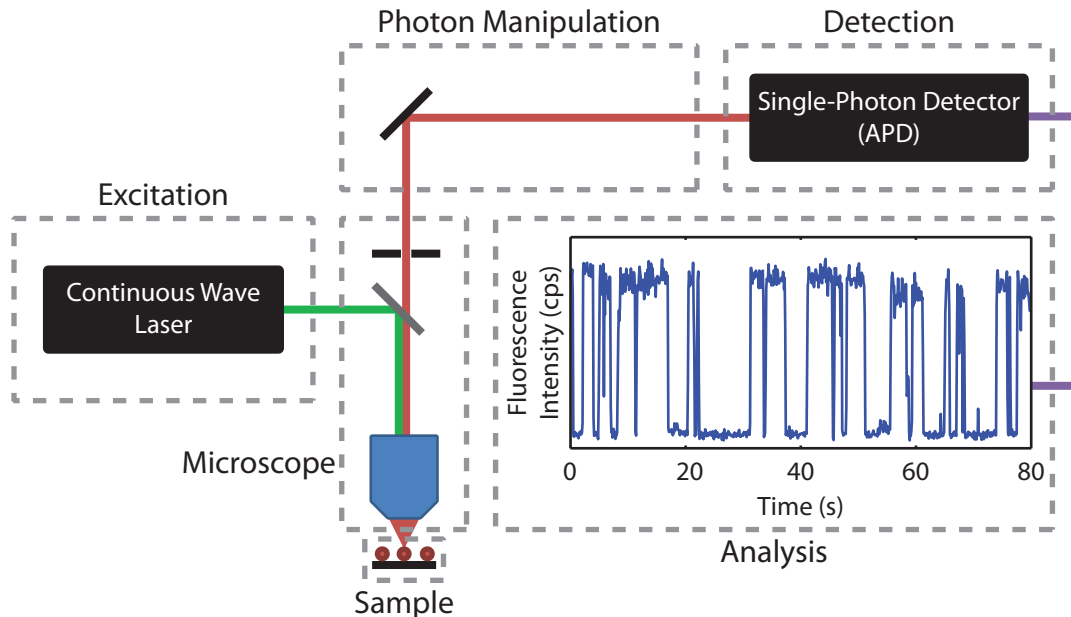 Photon Manipulation
Detection
Single-Photon Detector
(APD)
Excitation
Continuous Wave
Laser
Microscope
Sample
Fluorescence
Intensity (cps)
0 20 40 60 80
Time (s)
Analysis